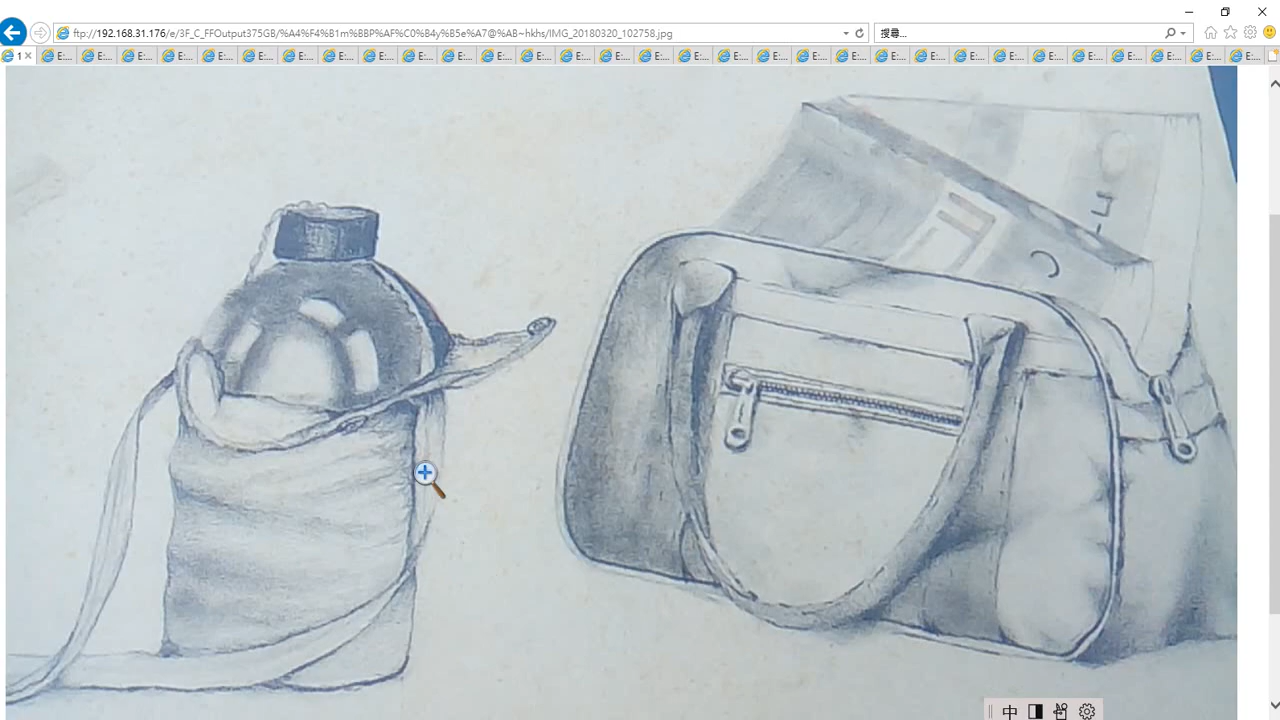 ftp://192.168.31.176/e/3F_C_FFOutput375GB/%A4%F4%B1m%BBP%AF%C0%B4y%B5e%A7@%AB~hkhs/IMG_20180320_102758.jpg
搜尋...
1 E:... E:... E:... E:... E:... E:... E:... E:... E:... E:... E:... E:... E:... E:... E:... E:... E:... E:... E:... E:... E:... E:... E:... E:... E:... E:... E:... E:... E:... E:... E:...
中